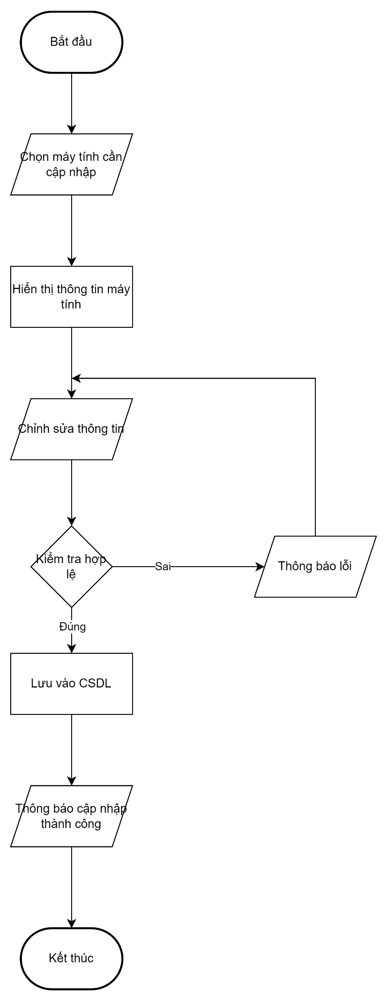 Bắt đầu
Chọn máy tính cần
cập nhập
Hiển thị thông tin máy
tính
Chỉnh sửa thông tin
Kiểm tra hợp
lệ
Sai
Thông báo lỗi
Đúng
Lưu vào CSDL
Thông báo cập nhập
thành công
Kết thúc